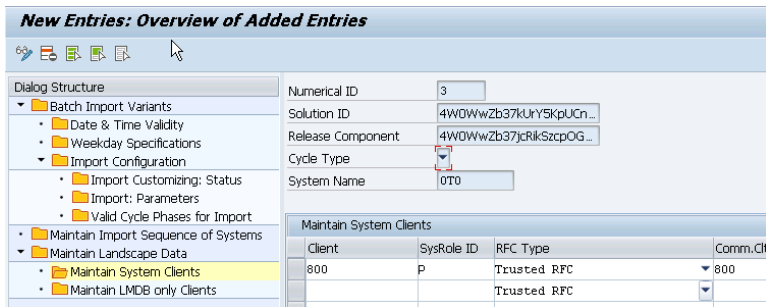 New Entries: Overview of Added Entries
Dialog Structure
Batch Import Variants
Date & Time Validity
Weekday Specifications
Import Configuration
Import Customizing: Status
Import: Parameters
Valid Cycle Phases for Import
Maintain Import Sequence of Systems
Maintain Landscape Data
Maintain System Clients
Maintain LMDB only Clients
Numerical ID 3
Solution ID 4W0WwZb37kUrY5KpUCn...
Release Component 4W0WwZb37jcRikSzcpOG...
Cycle Type
System Name 0T0
Maintain System Clients
Client SysRole ID RFC Type Comm.Clt
800 P Trusted RFC 800
Trusted RFC